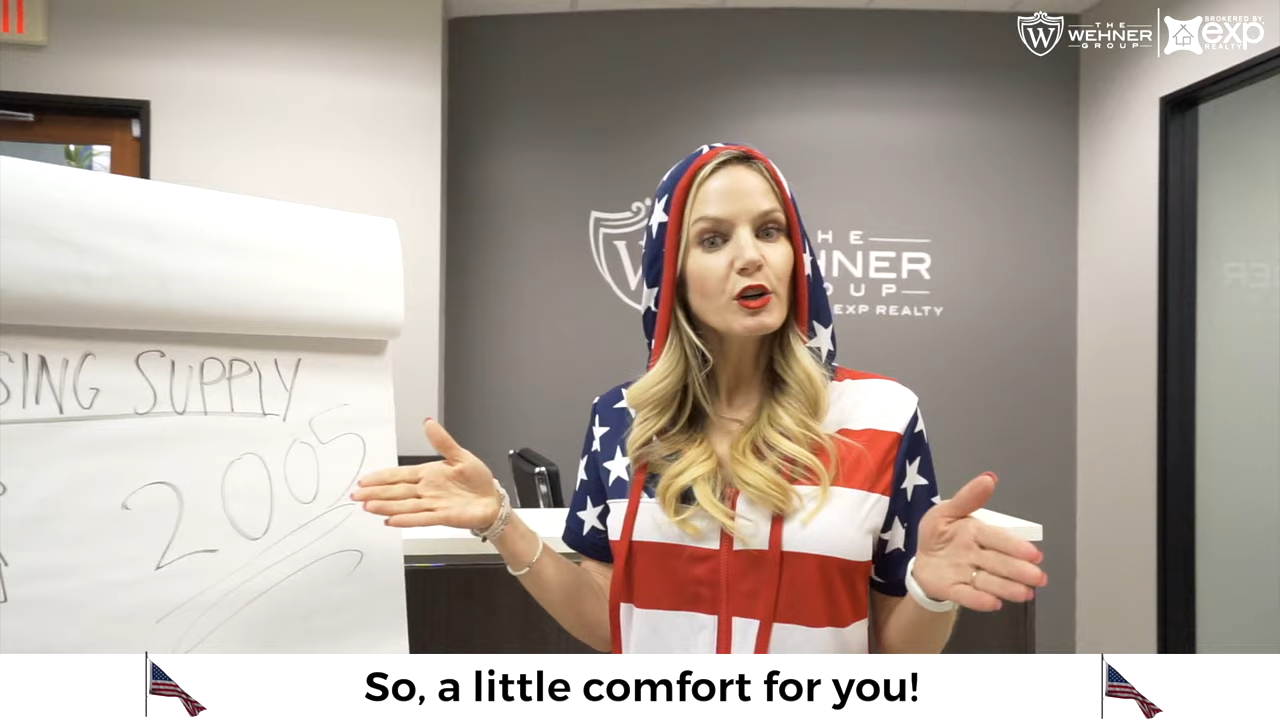 THE
WEHNER
GROUP
BROKERED BY
exp
REALTY
W
W
HE
HNER
OUP
EXP REALTY
SING SUPPLY
2005
So, a little comfort for you!